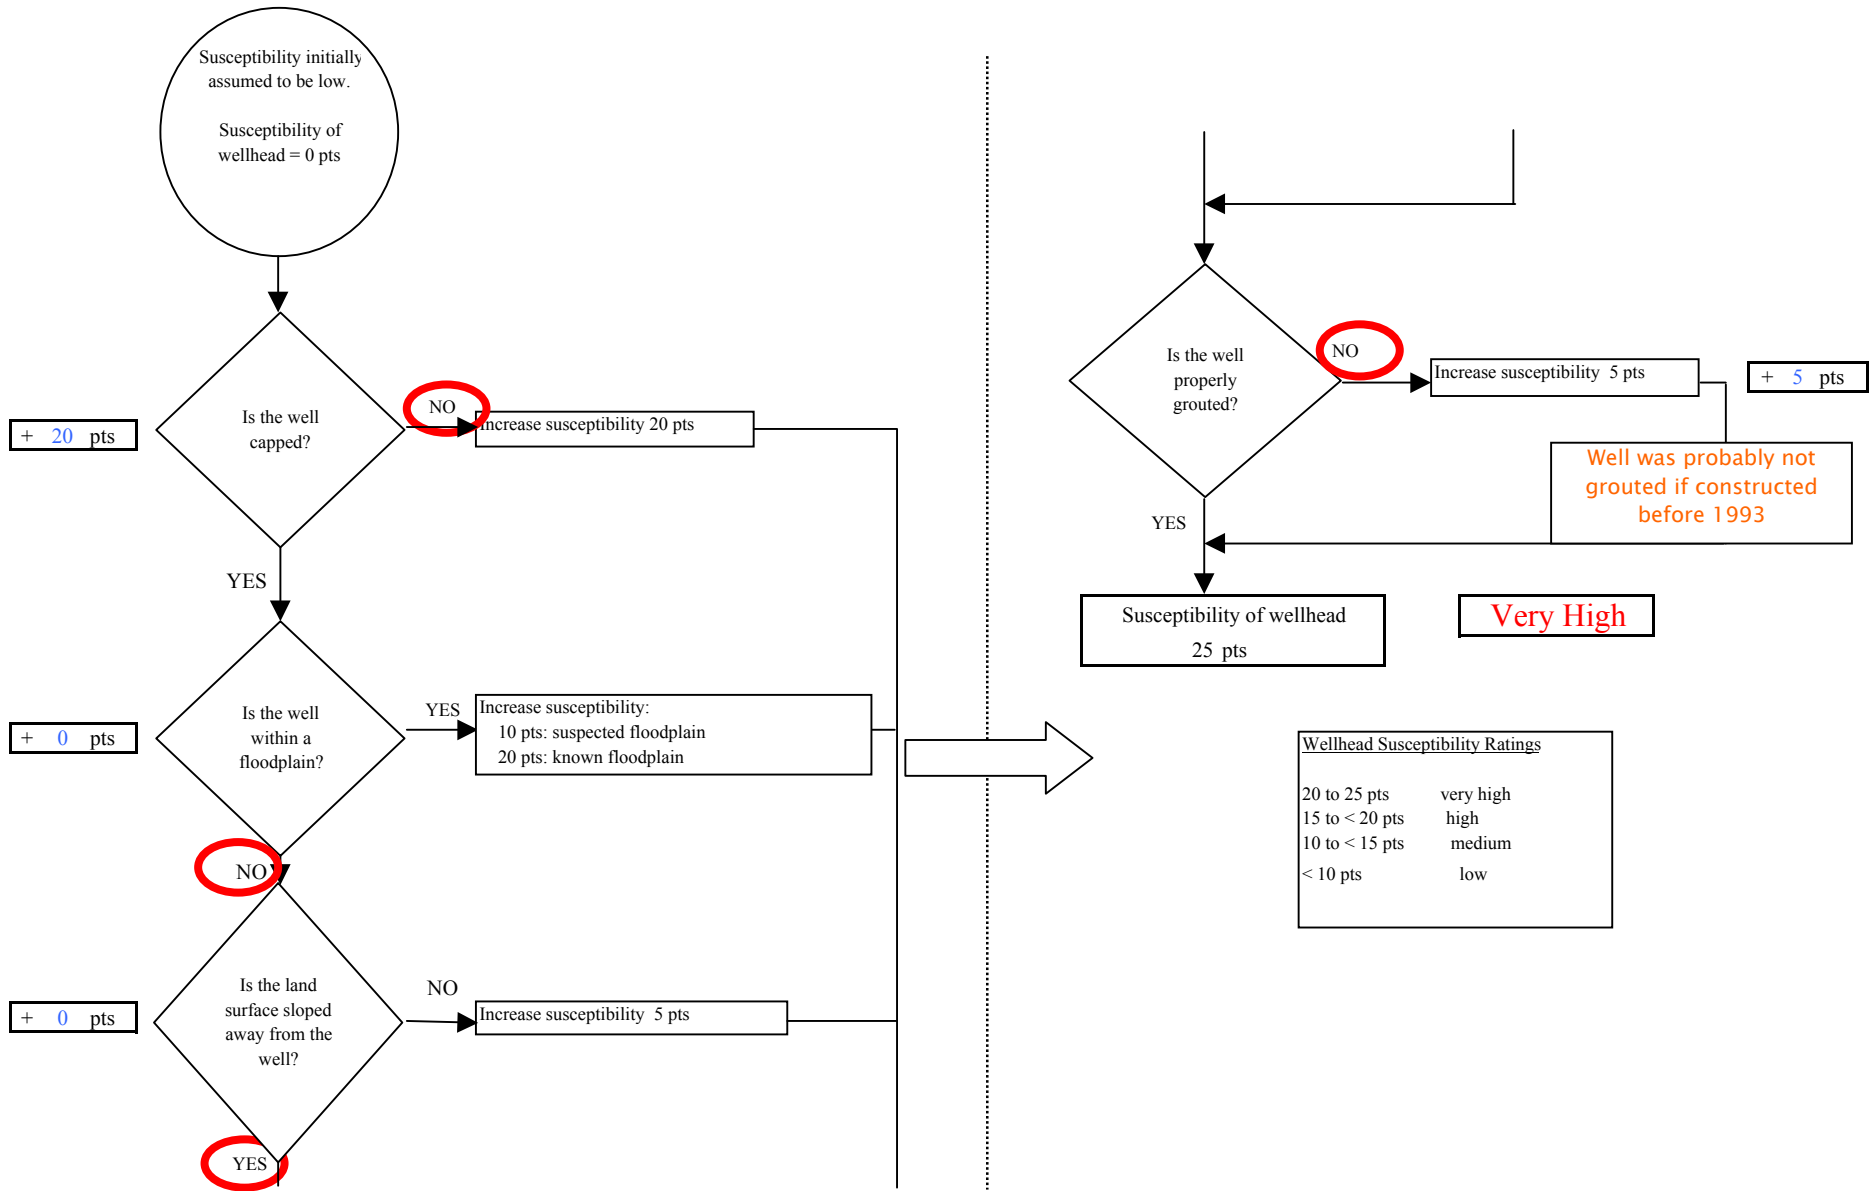 Susceptibility initially
assumed to be low.
Susceptibility of
wellhead = 0 pts
+ 20 pts
Is the well
capped?
NO
Increase susceptibility 20 pts
YES
+ 0 pts
Is the well
within a
floodplain?
YES
Increase susceptibility:
10 pts: suspected floodplain
20 pts: known floodplain
NO
+ 0 pts
Is the land
surface sloped
away from the
well?
NO
Increase susceptibility 5 pts
YES
Is the well
properly
grouted?
NO
Increase susceptibility 5 pts
+ 5 pts
Well was probably not
grouted if constructed
before 1993
YES
Susceptibility of wellhead
25 pts
Very High
Wellhead Susceptibility Ratings
20 to 25 pts very high
15 to < 20 pts high
10 to < 15 pts medium
< 10 pts low